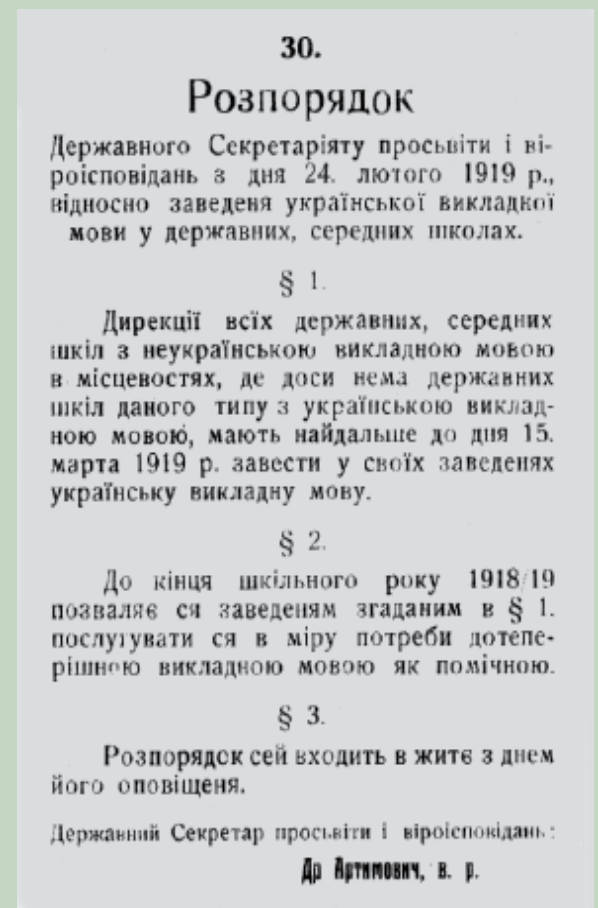 30.
Розпорядок
Державного Секретаріяту просьвіти і ві-
роісповідань з дня 24. лютого 1919 р.,
відносно заведеня української викладної
мови у державних, середних школах.
§ 1.
Дирекції всїх державних, середних
шкіл з неукраїнською викладною мовою
в місцевостях, де доси нема державних
шкіл даного типу з українською виклад-
ною мовою, мають найдальше до дня 15.
марта 1919 р. завести у своїх заведенях
українську викладну мову.
§ 2.
До кінця шкільного року 1918/19
позваляє ся заведеням згаданим в § 1.
послугувати ся в міру потреби дотепе-
рішною викладною мовою як помічною.
§ 3.
Розпорядок сей входить в житє з днем
його оповіщеня.
Державний Секретар просьвіти і віроісповідань:
Др Артимович, в. р.